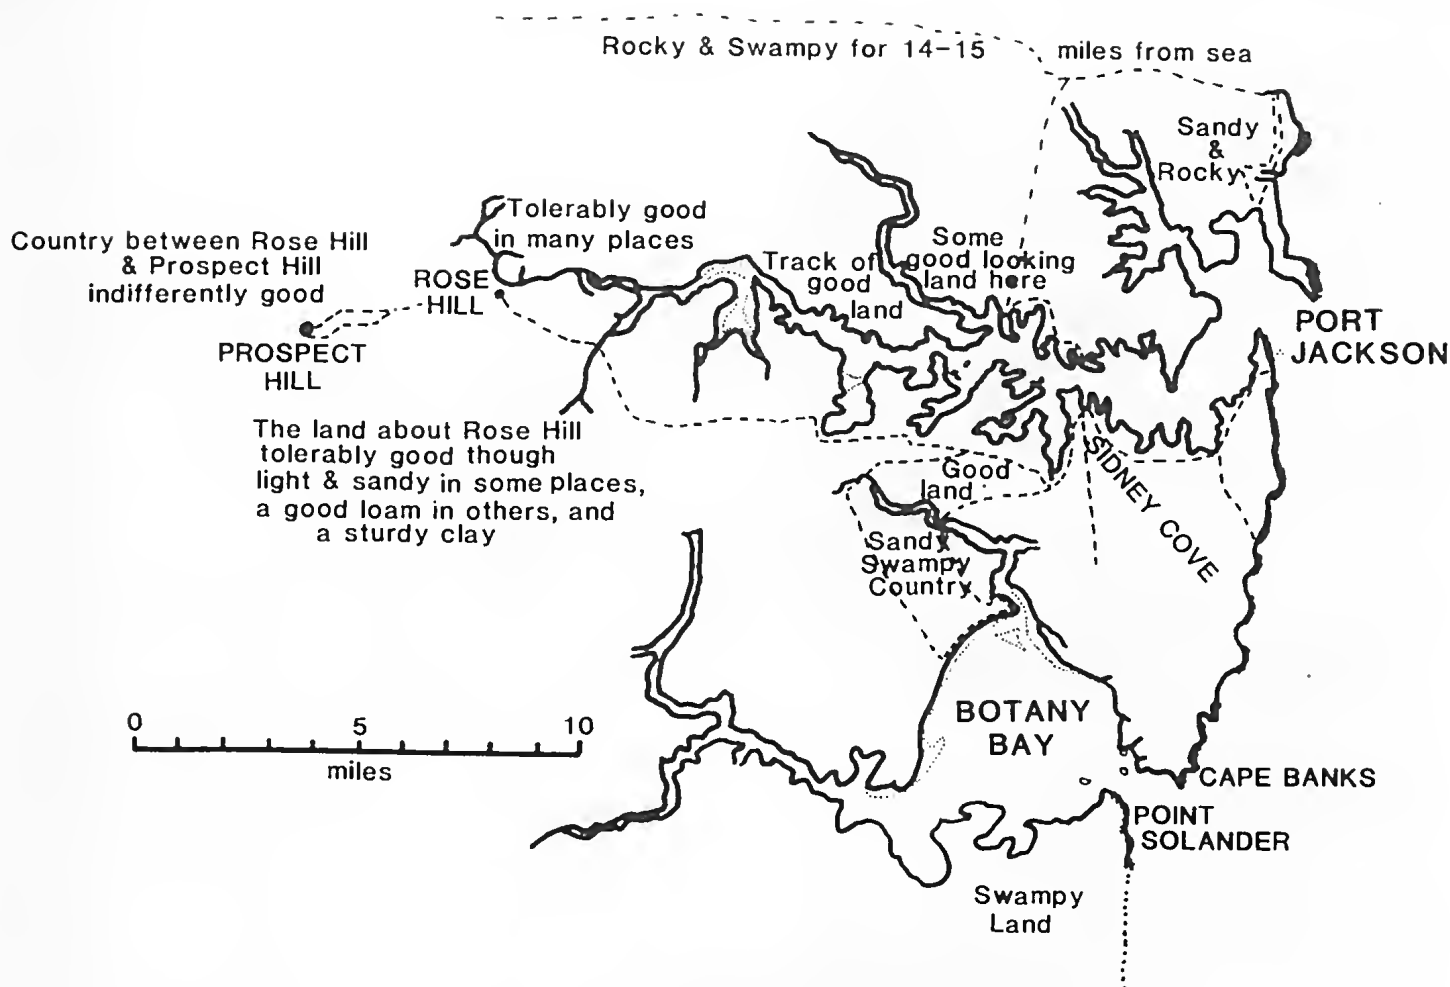 Rocky & Swampy for 14-15 miles from sea
Sandy
&
Rocky
Tolerably good
in many places
Country between Rose Hill
& Prospect Hill
indifferently good
ROSE
HILL
PROSPECT
HILL
Track of
good
land
Some
good looking
land here
PORT
JACKSON
The land about Rose Hill
tolerably good though
light & sandy in some places,
a good loam in others, and
a sturdy clay
Good
land
SIDNEY COVE
Sandy
Swampy
Country
0 5 10
miles
BOTANY
BAY
CAPE BANKS
POINT
SOLANDER
Swampy
Land